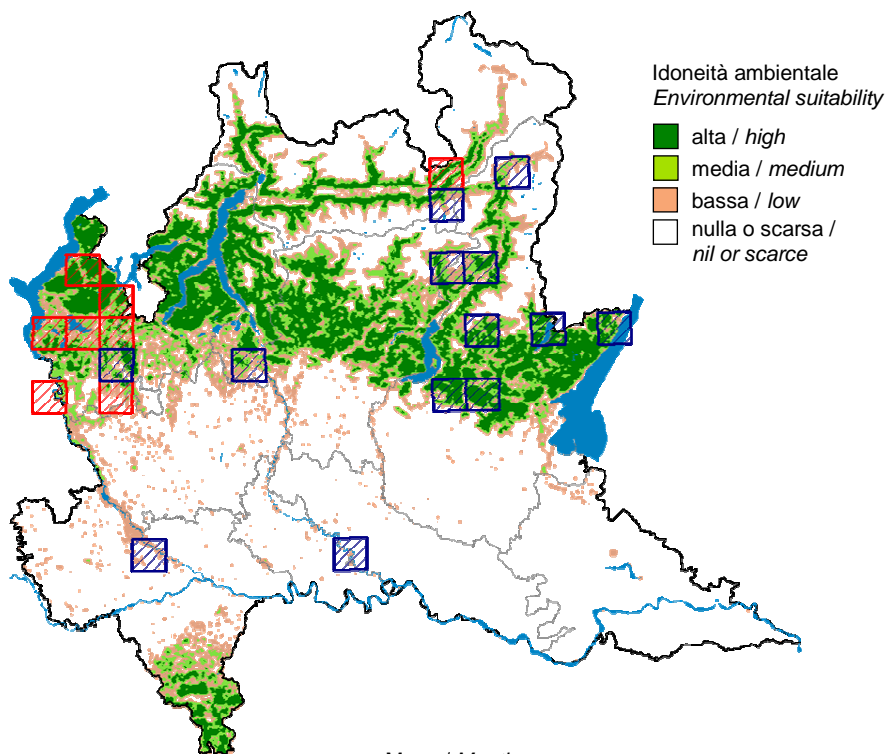 Idoneità ambientale
Environmental suitability
alta / high
media / medium
bassa / low
nulla o scarsa /
nil or scarce